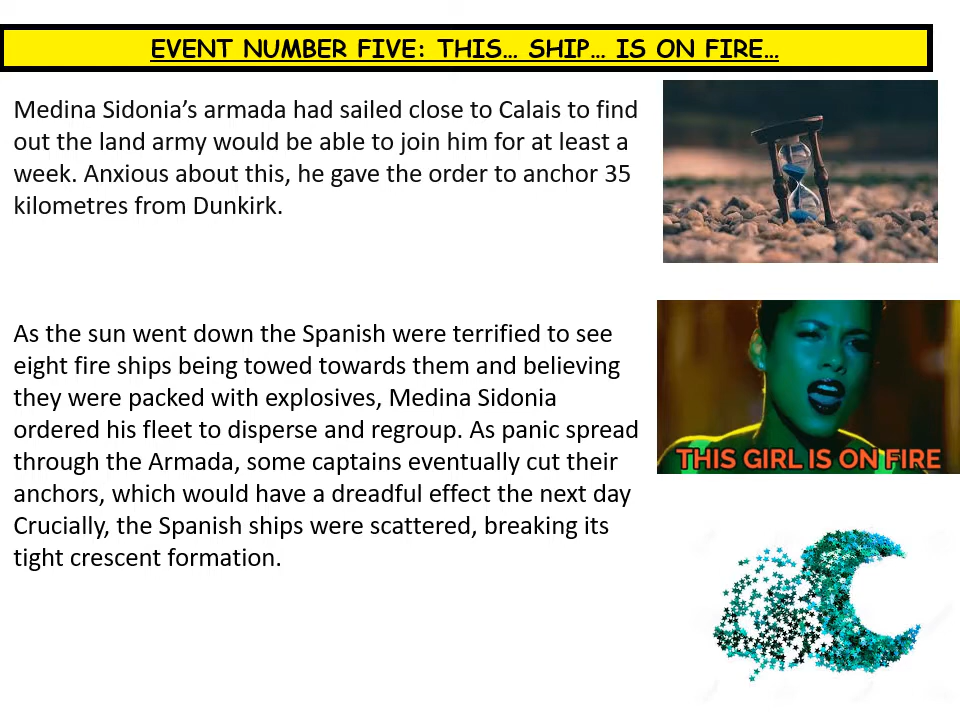 EVENT NUMBER FIVE: THIS… SHIP… IS ON FIRE…
Medina Sidonia’s armada had sailed close to Calais to find
out the land army would be able to join him for at least a
week. Anxious about this, he gave the order to anchor 35
kilometres from Dunkirk.
As the sun went down the Spanish were terrified to see
eight fire ships being towed towards them and believing
they were packed with explosives, Medina Sidonia
ordered his fleet to disperse and regroup. As panic spread
through the Armada, some captains eventually cut their
anchors, which would have a dreadful effect the next day
Crucially, the Spanish ships were scattered, breaking its
tight crescent formation.
THIS GIRL IS ON FIRE